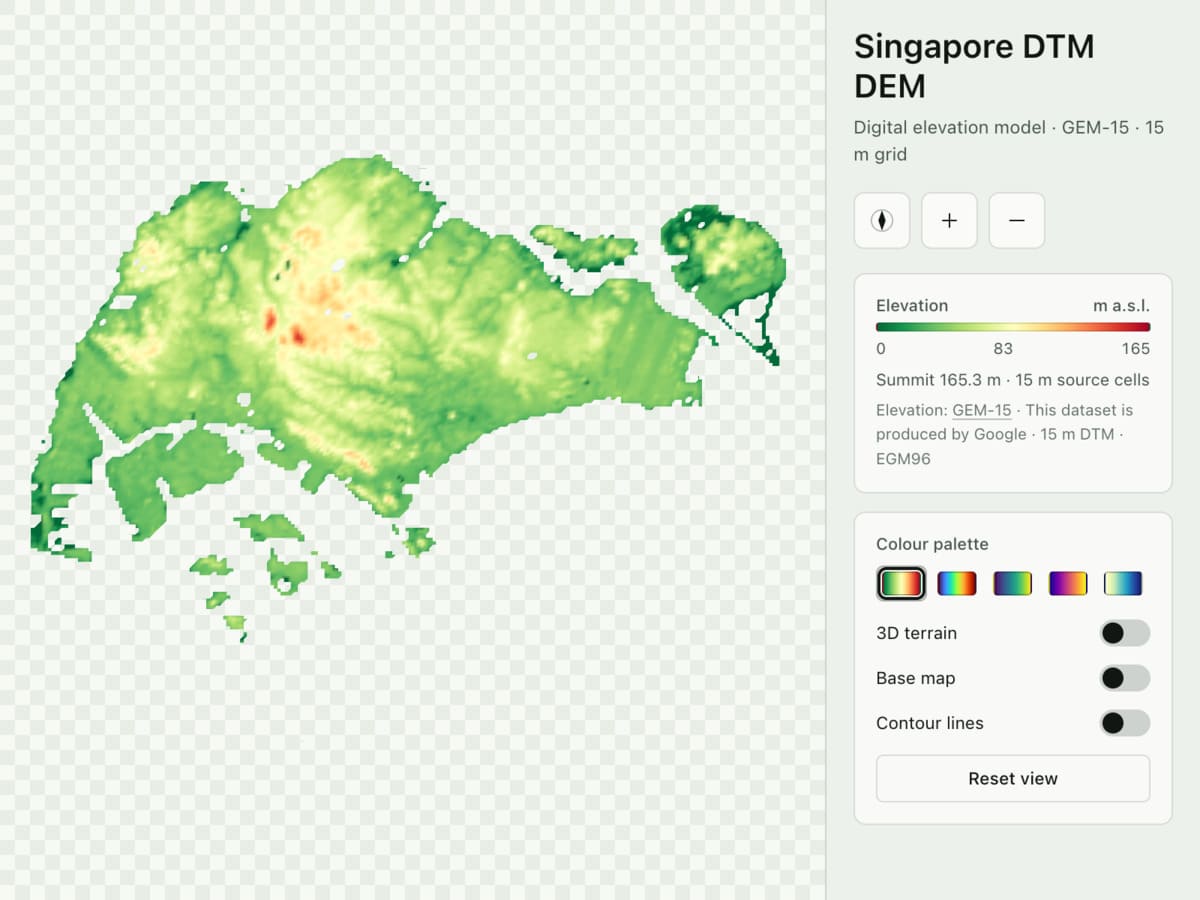 Singapore DTM
DEM
Digital elevation model · GEM-15 · 15
m grid
+
−
Elevation m a.s.l.
0 83 165
Summit 165.3 m · 15 m source cells
Elevation: GEM-15 · This dataset is
produced by Google · 15 m DTM ·
EGM96
Colour palette
3D terrain
Base map
Contour lines
Reset view